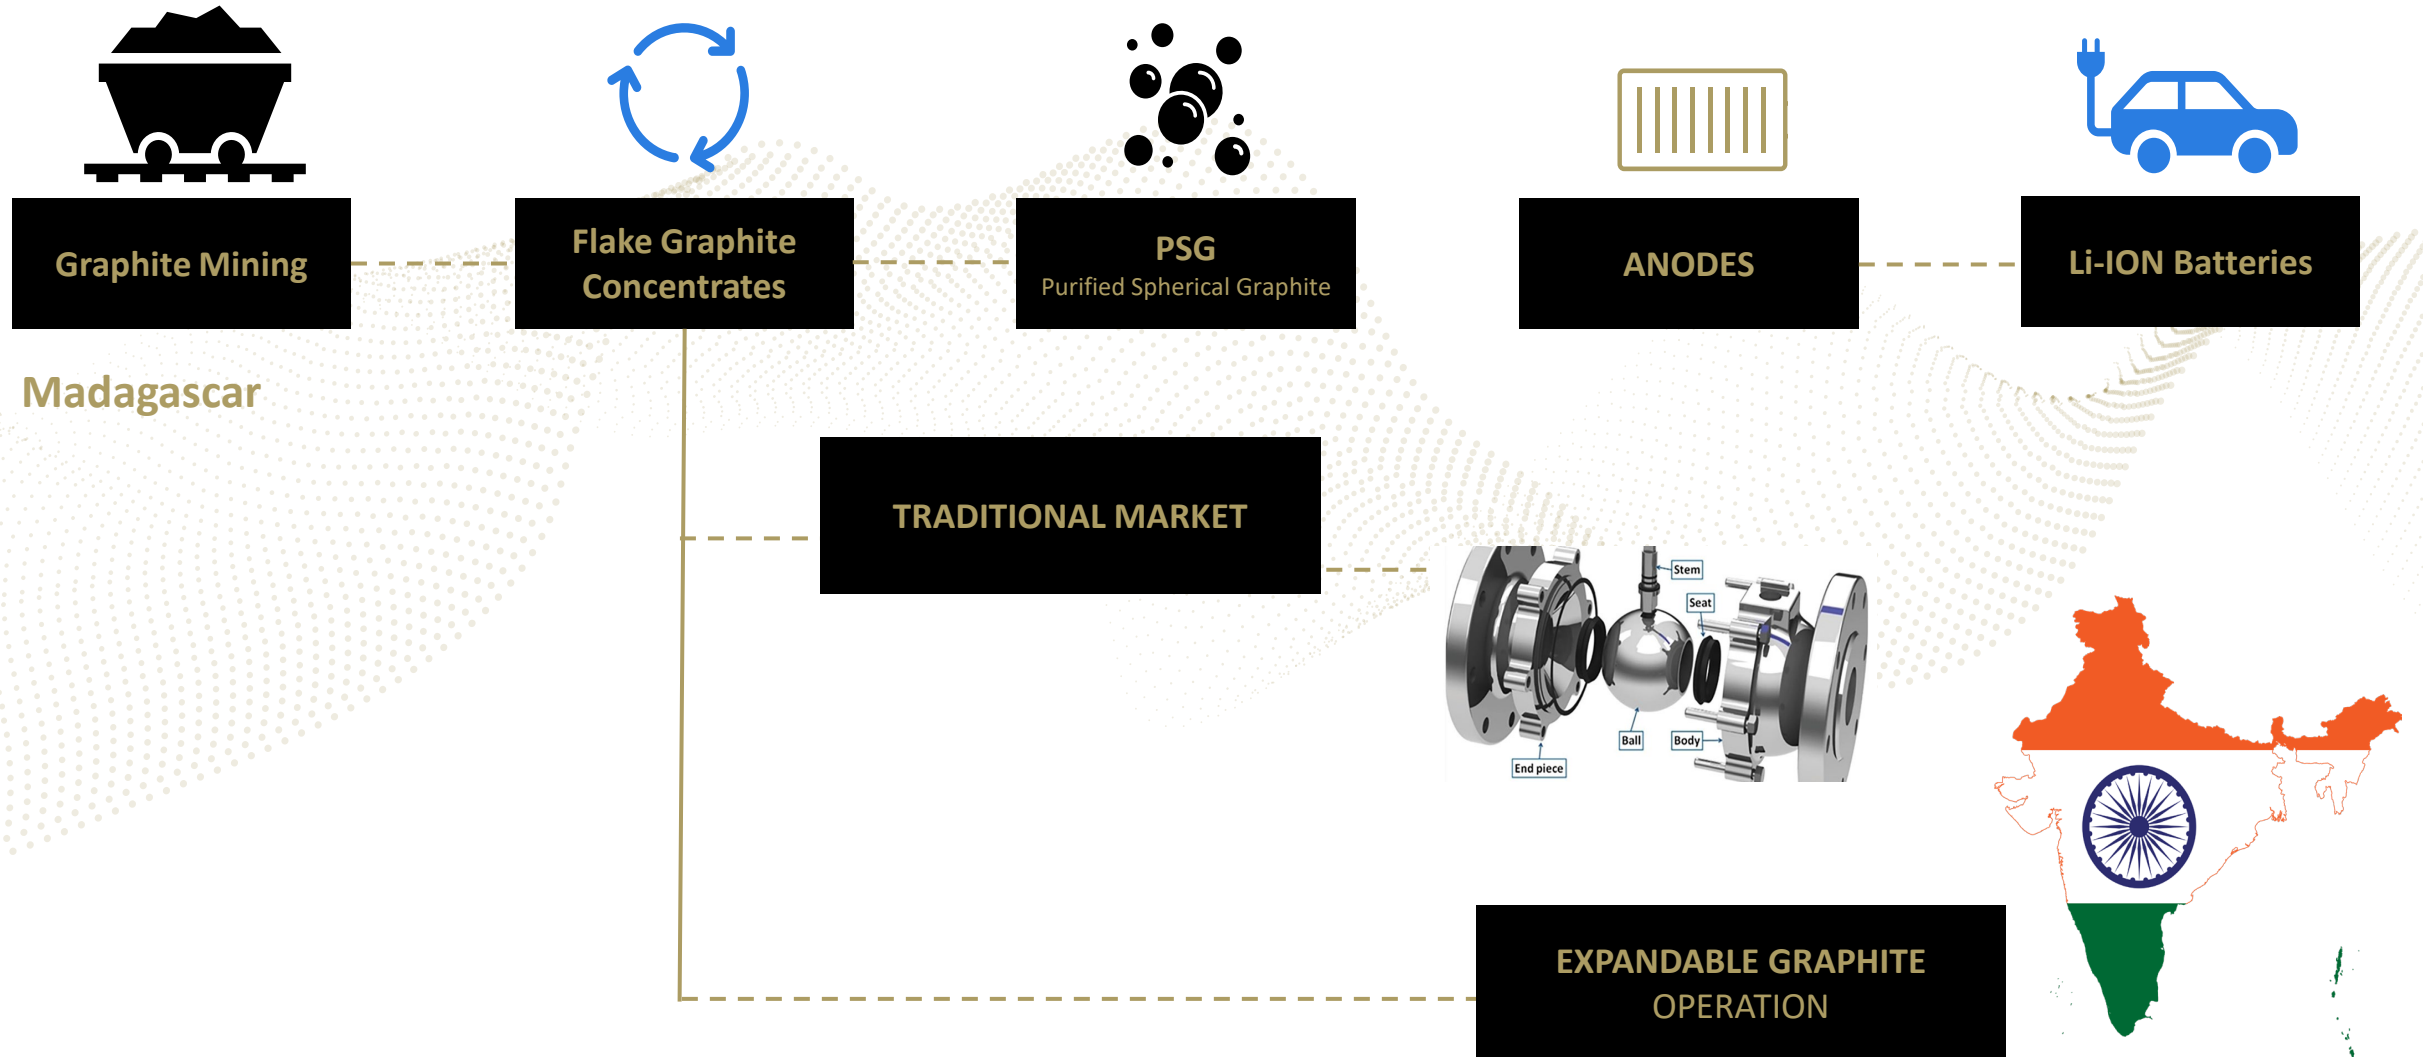 Graphite Mining
Flake Graphite
Concentrates
PSG
Purified Spherical Graphite
ANODES
Li-ION Batteries
Madagascar
TRADITIONAL MARKET
Stem
Seat
Ball
Body
End piece
EXPANDABLE GRAPHITE
OPERATION